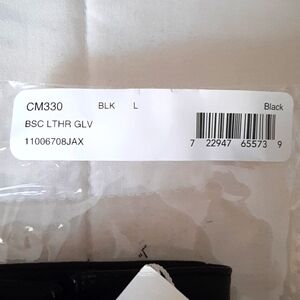 CM330 BLK L Black
BSC LTHR GLV
11006708JAX
7 22947 65573 9